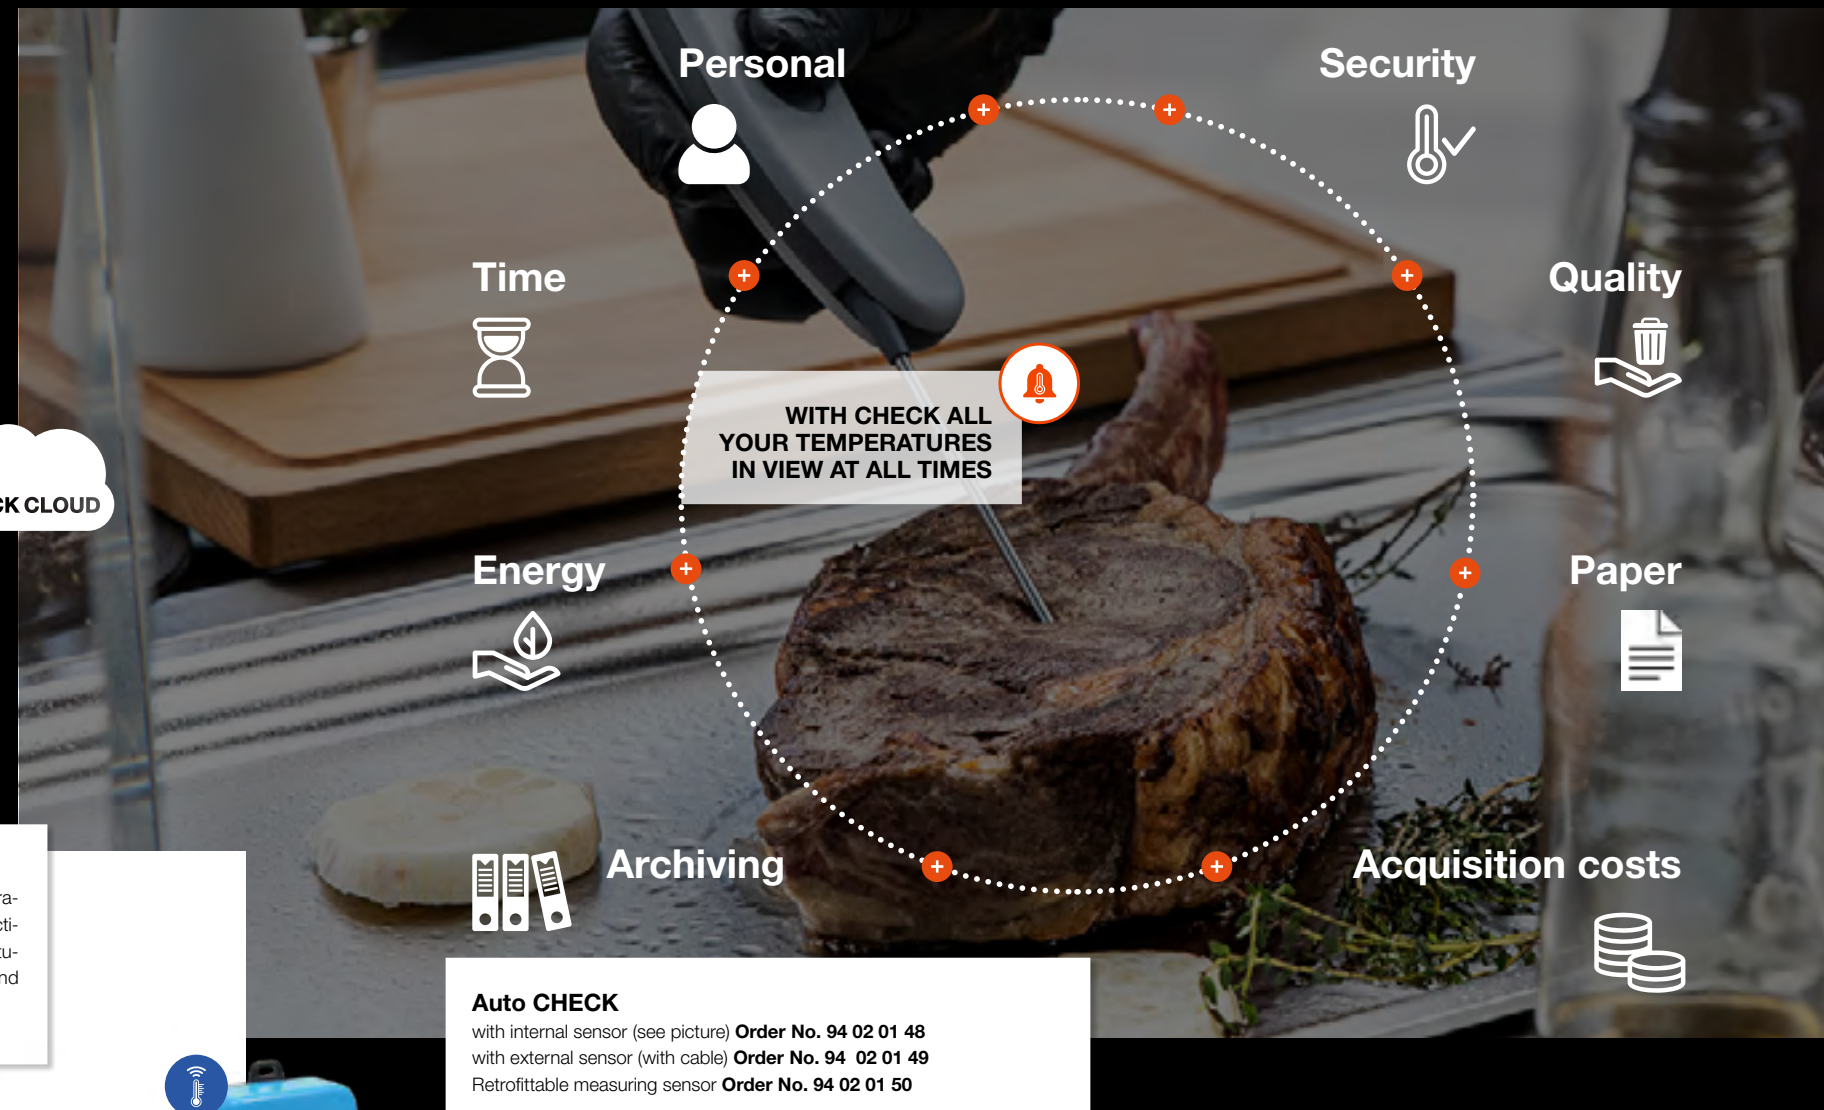 Personal
Security
Time
Quality
WITH CHECK ALL
YOUR TEMPERATURES
IN VIEW AT ALL TIMES
CLOUD
Energy
Paper
Archiving
Acquisition costs
nd
Auto CHECK
with internal sensor (see picture) Order No. 94 02 01 48
with external sensor (with cable) Order No. 94  02 01 49
Retrofittable measuring sensor Order No. 94 02 01 50